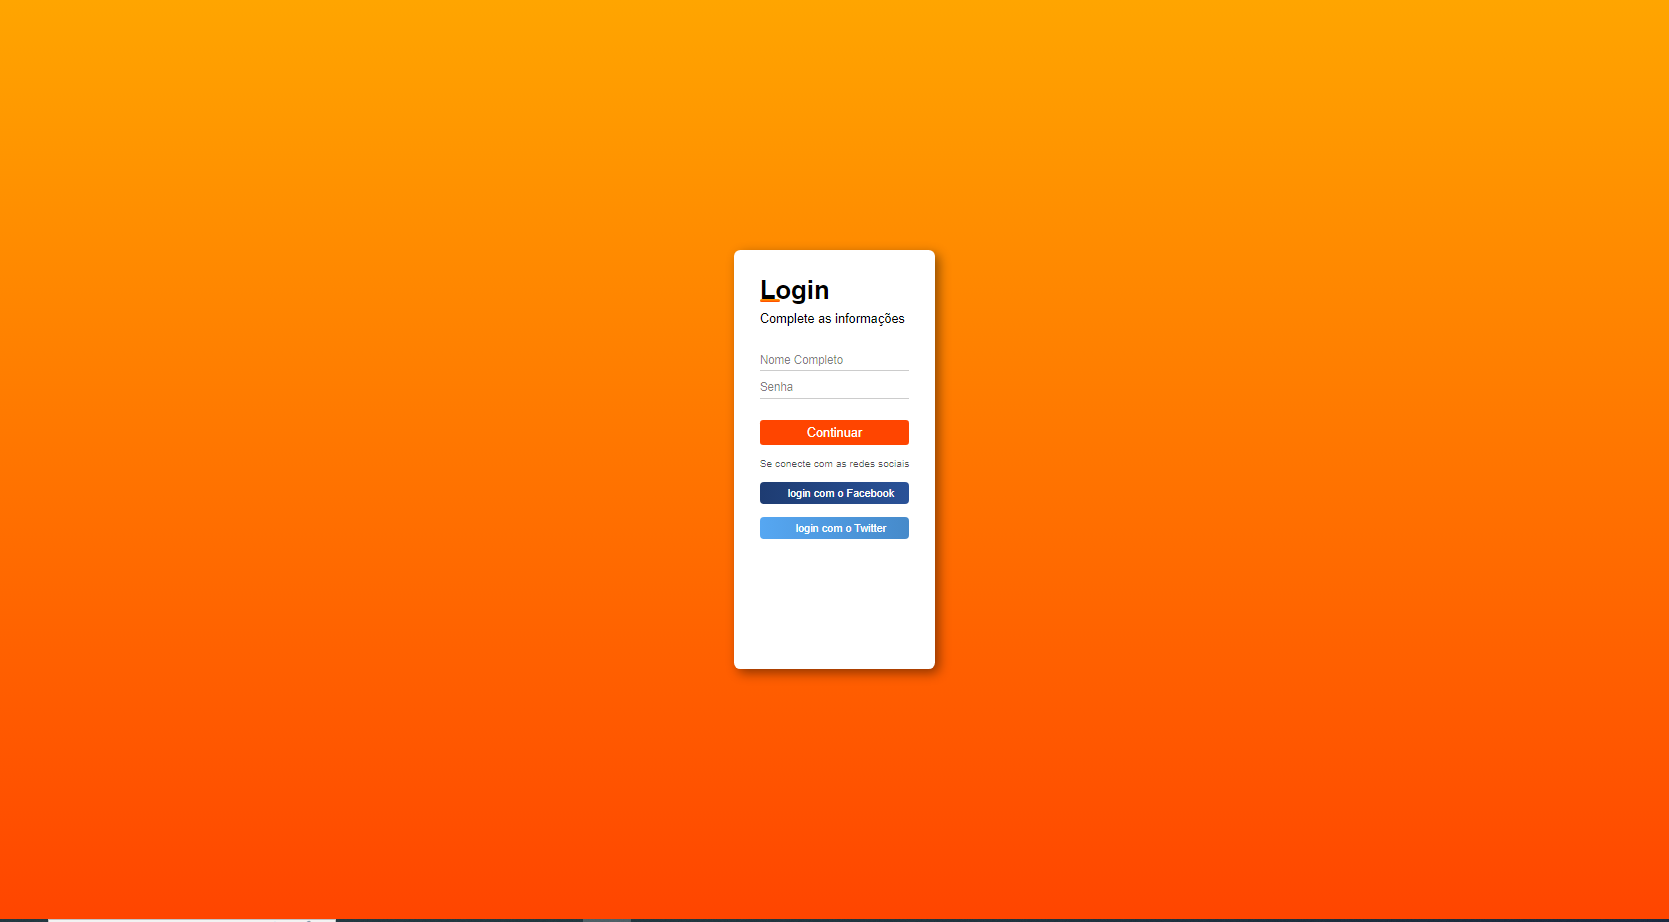 Login
Complete as informações
Nome Completo
Senha
Continuar
Se conecte com as redes sociais
login com o Facebook
login com o Twitter